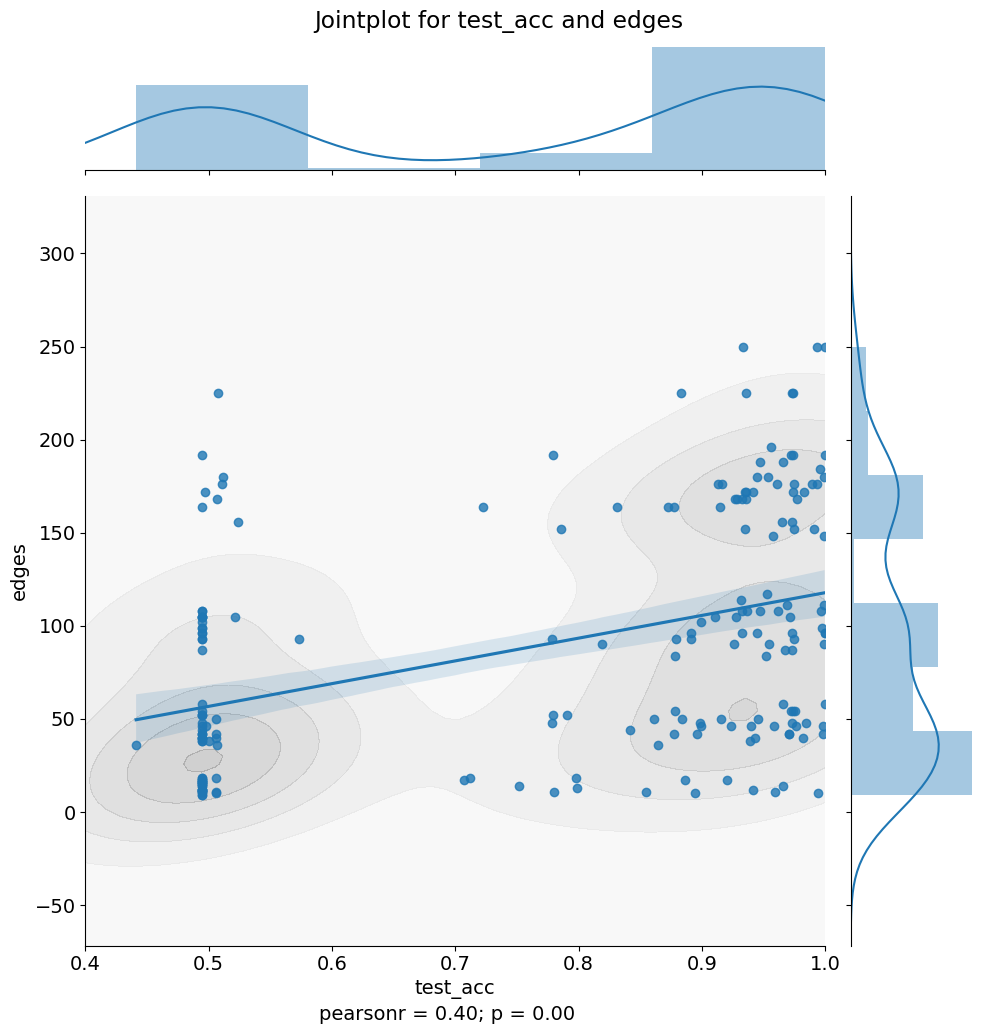 Jointplot for test_acc and edges
300
250
200
150
100
50
0
−50
edges
0.4 0.5 0.6 0.7 0.8 0.9 1.0
test_acc
pearsonr = 0.40; p = 0.00